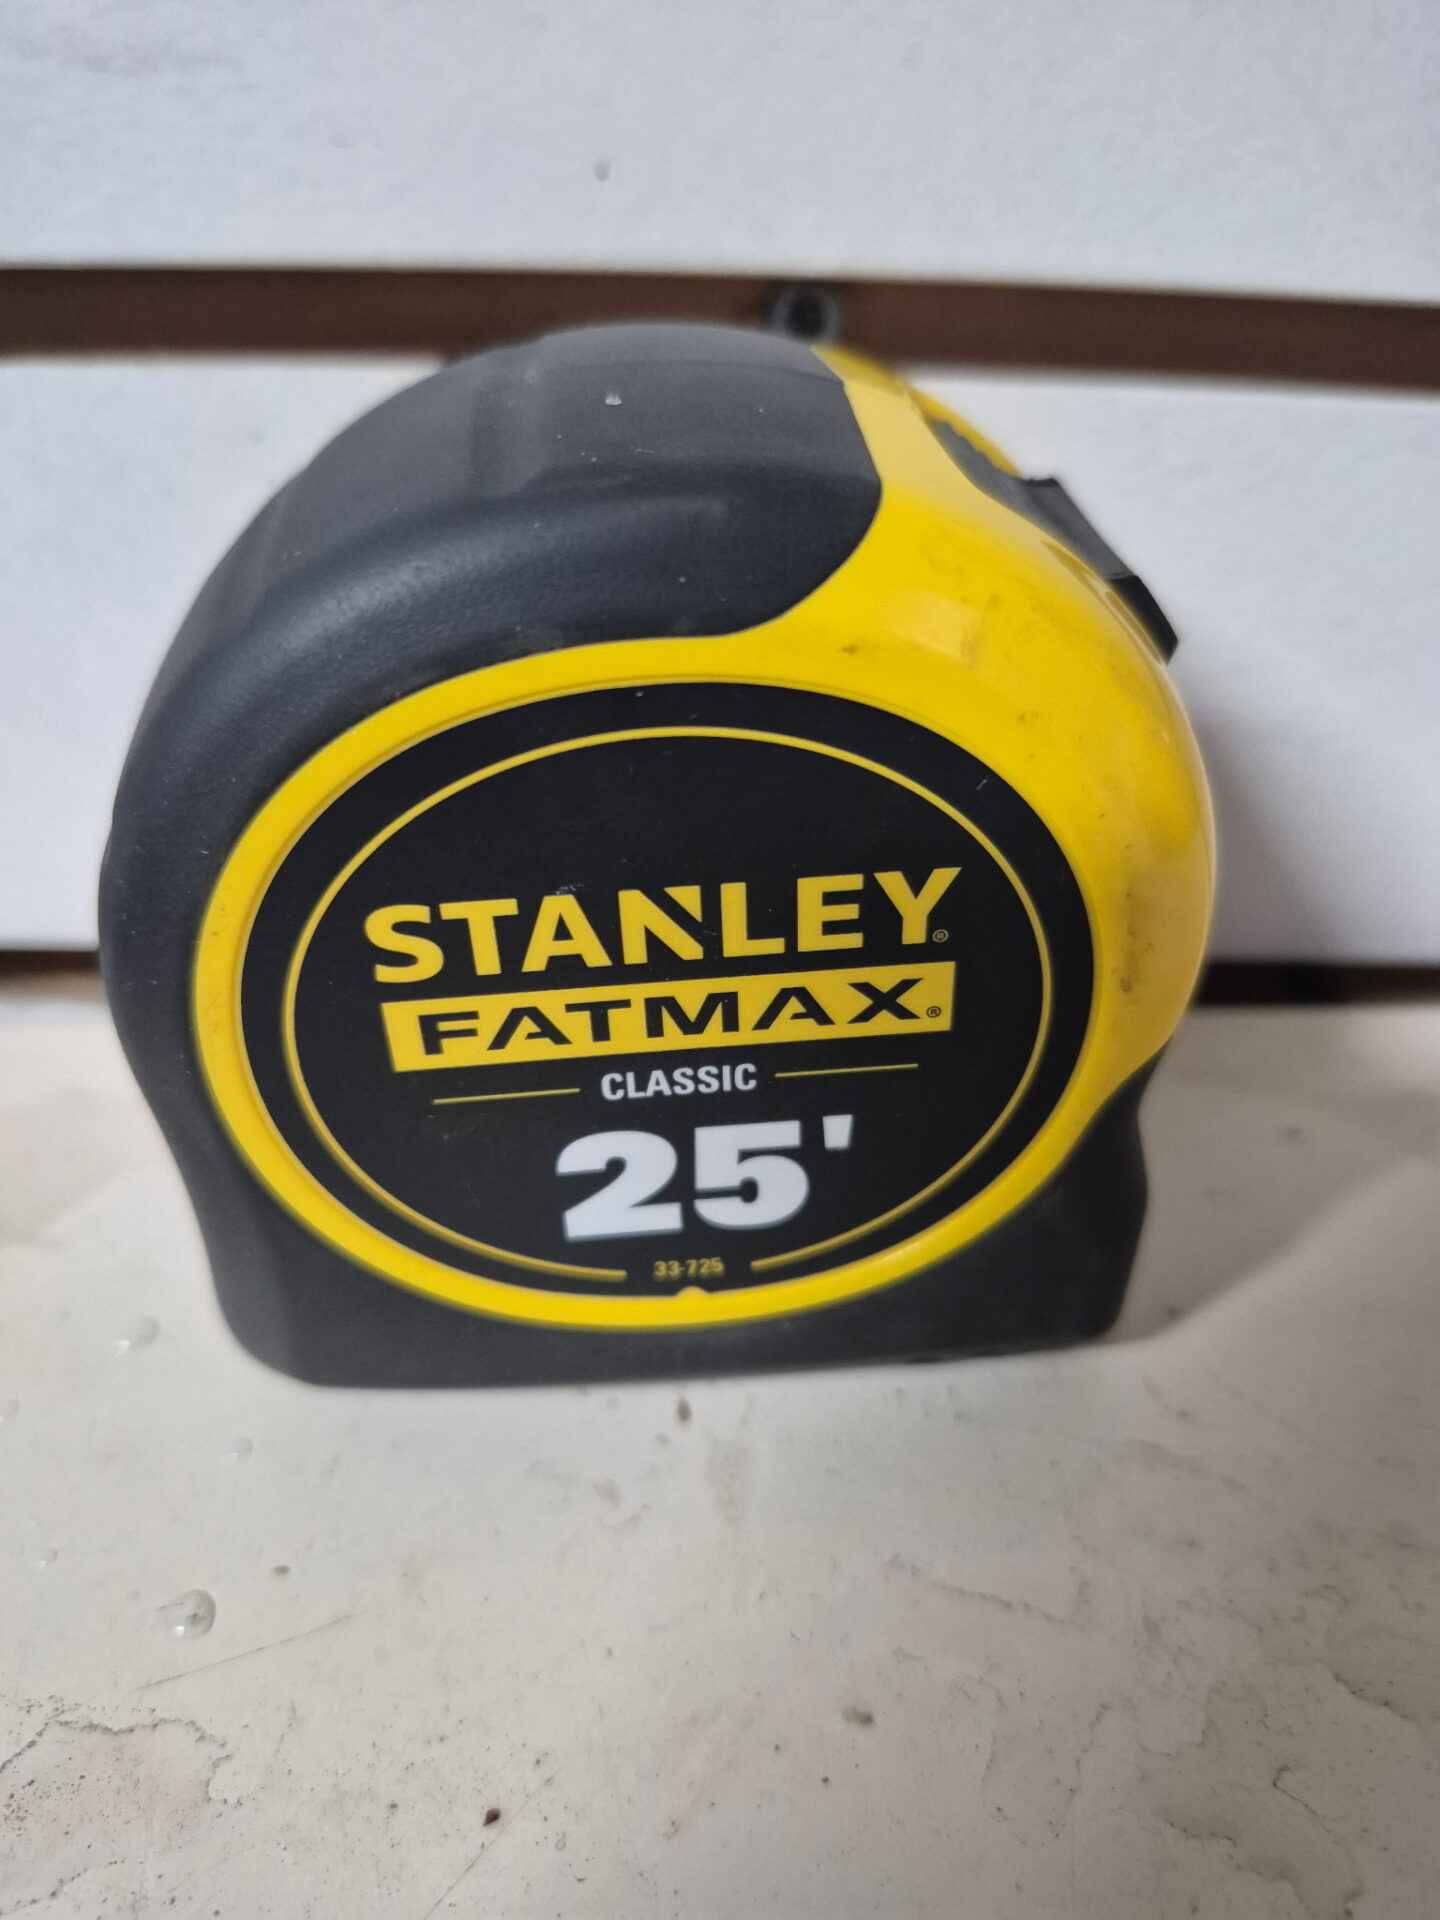 STANLEY®
FATMAX®
CLASSIC
25'
33-725